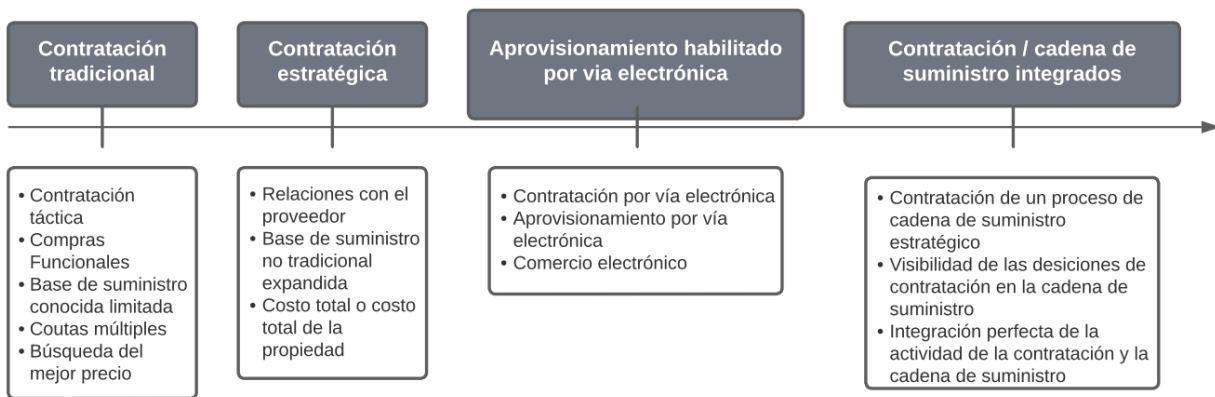 Contratación
tradicional
Contratación
estratégica
Aprovisionamiento habilitado
por via electrónica
Contratación / cadena de
suministro integrados
• Contratación
táctica
• Compras
Funcionales
• Base de suministro
conocida limitada
• Coutas múltiples
• Búsqueda del
mejor precio
• Relaciones con el
proveedor
• Base de suministro
no tradicional
expandida
• Costo total o costo
total de la
propiedad
• Contratación por vía electrónica
• Aprovisionamiento por vía
electrónica
• Comercio electrónico
• Contratación de un proceso de
cadena de suministro
estratégico
• Visibilidad de las desiciones de
contratación en la cadena de
suministro
• Integración perfecta de la
actividad de la contratación y la
cadena de suministro